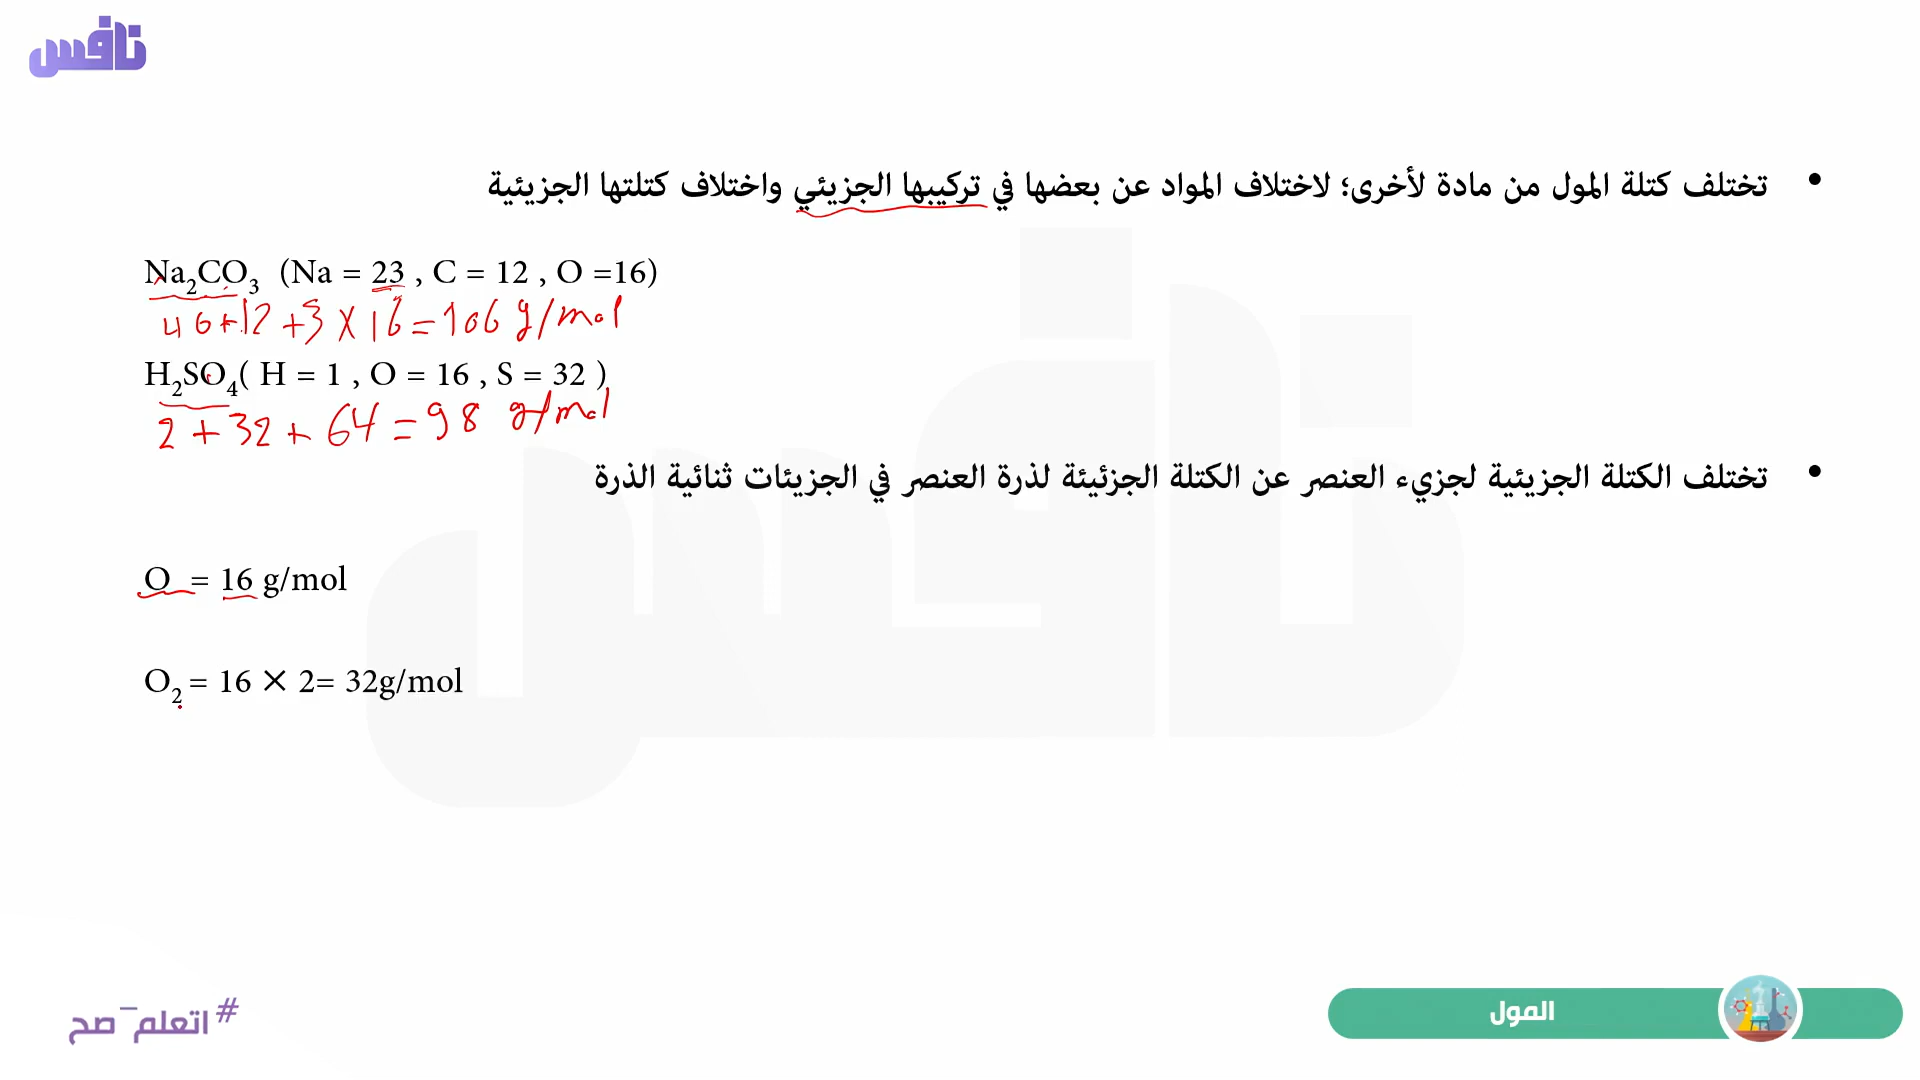 نافس
• تختلف كتلة المول من مادة لأخرى؛ لاختلاف المواد عن بعضها في تركيبها الجزيئي واختلاف كتلتها الجزيئية
Na₂CO₃ (Na = 23 , C = 12 , O =16)
46+12+3×16=106 g/mol
H₂SO₄( H = 1 , O = 16 , S = 32 )
2+32+64=98 g/mol
• تختلف الكتلة الجزيئية لجزيء العنصر عن الكتلة الجزئيئة لذرة العنصر في الجزيئات ثنائية الذرة
O = 16 g/mol
O₂ = 16 × 2= 32g/mol
#اتعلم_صح
المول